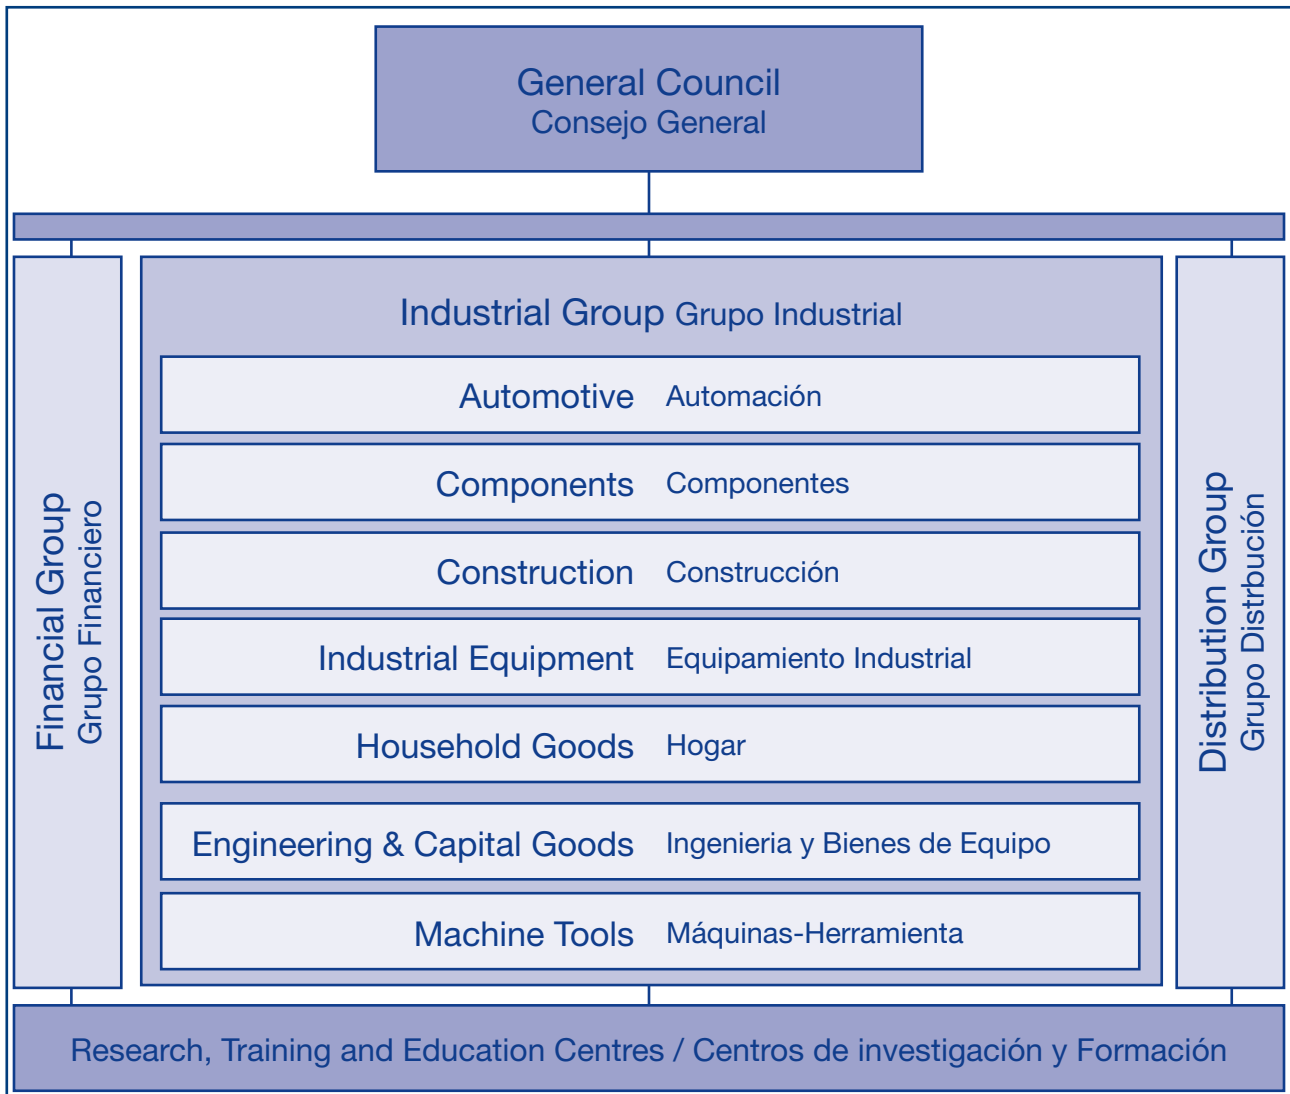 General Council
Consejo General
Financial Group
Grupo Financiero
Industrial Group Grupo Industrial
Automotive Automación
Components Componentes
Construction Construcción
Industrial Equipment Equipamiento Industrial
Household Goods Hogar
Engineering & Capital Goods Ingenieria y Bienes de Equipo
Machine Tools Máquinas-Herramienta
Distribution Group
Grupo Distrbución
Research, Training and Education Centres / Centros de investigación y Formación